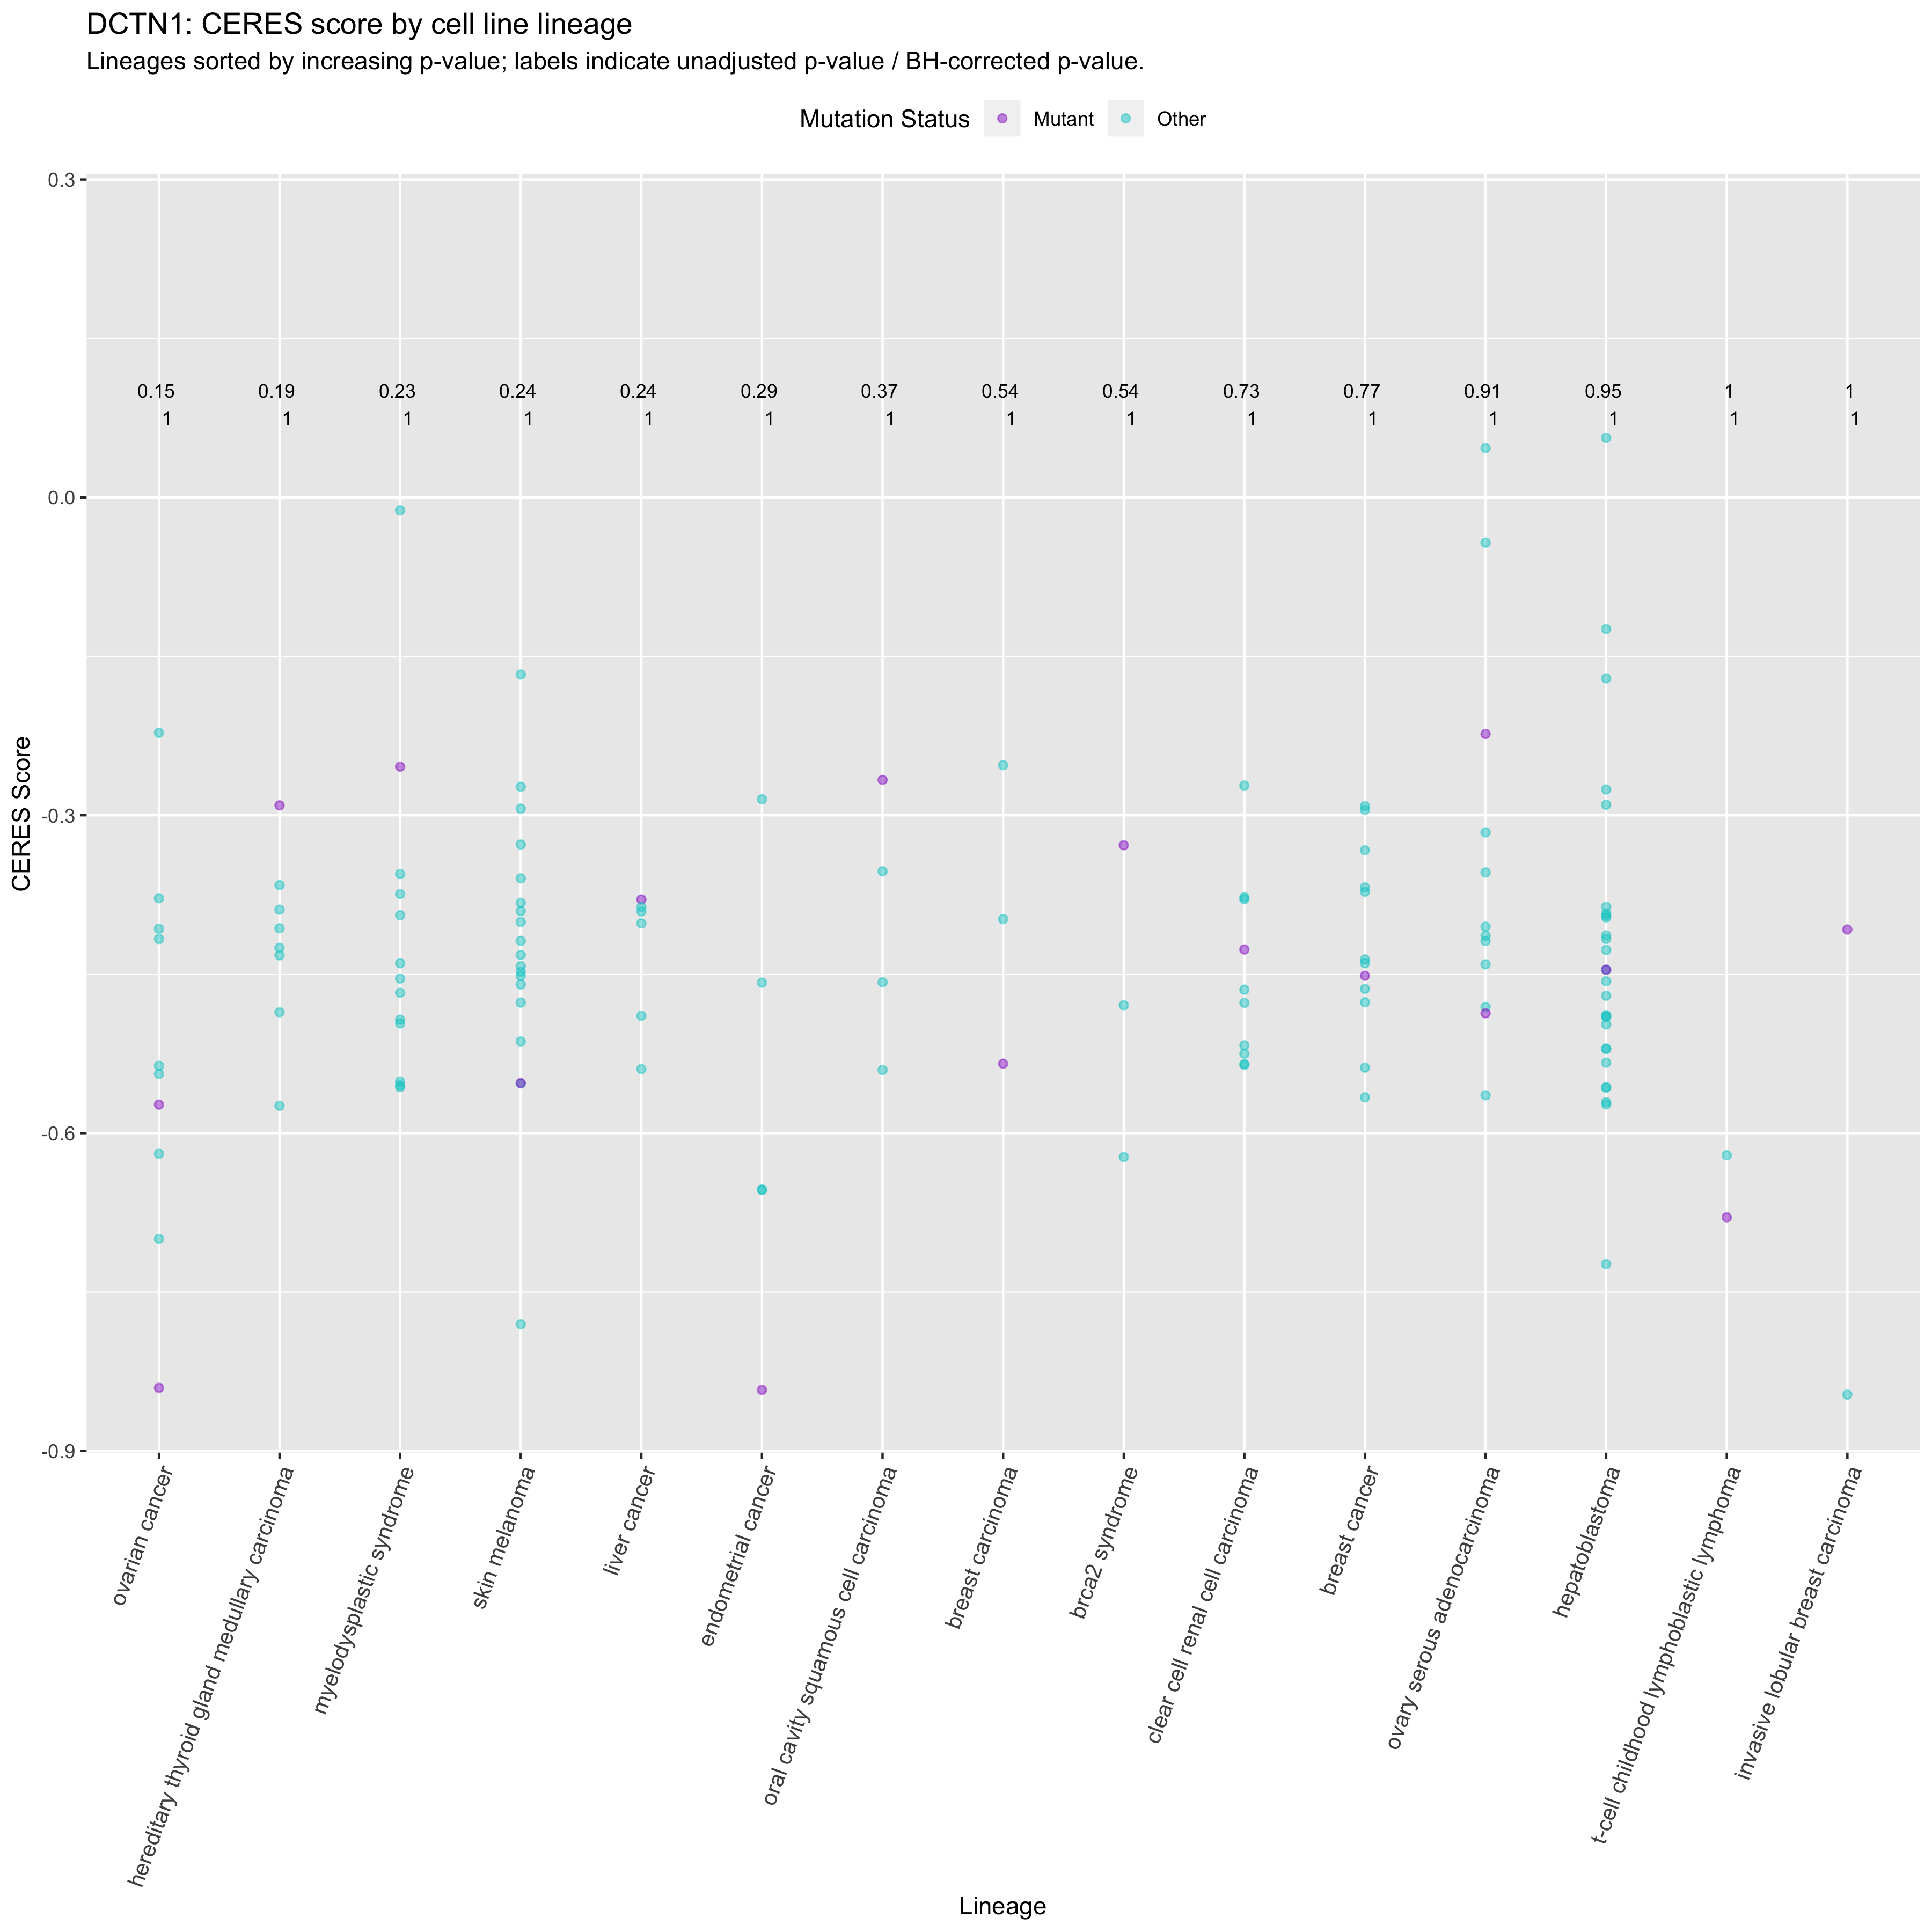 DCTN1: CERES score by cell line lineage
Lineages sorted by increasing p-value; labels indicate unadjusted p-value / BH-corrected p-value.
Mutation Status Mutant Other
0.3
0.15 0.19 0.23 0.24 0.24 0.29 0.37 0.54 0.54 0.73 0.77 0.91 0.95 1 1
1 1 1 1 1 1 1 1 1 1 1 1 1 1 1
0.0
-0.3
CERES Score
-0.6
-0.9
ovarian cancer
hereditary thyroid gland medullary carcinoma
myelodysplastic syndrome
skin melanoma
liver cancer
endometrial cancer
oral cavity squamous cell carcinoma
breast carcinoma
brca2 syndrome
clear cell renal cell carcinoma
breast cancer
ovary serous adenocarcinoma
hepatoblastoma
t-cell childhood lymphoblastic lymphoma
invasive lobular breast carcinoma
Lineage